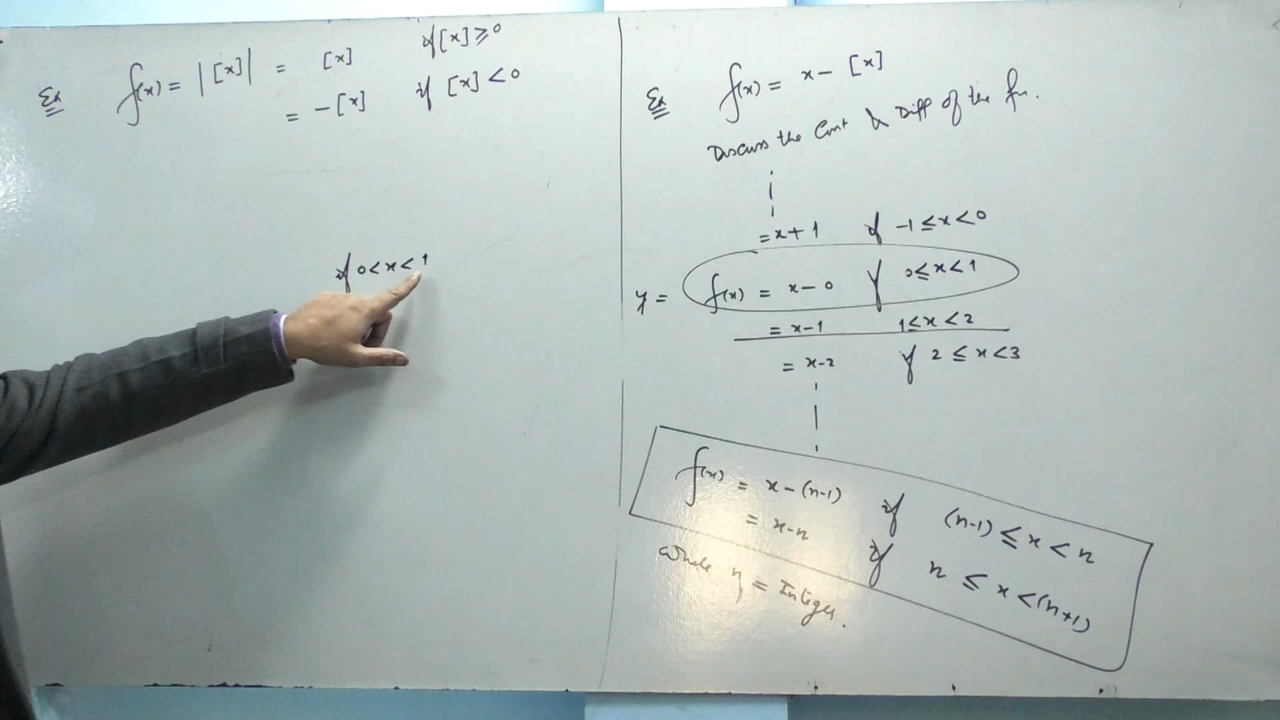 Ex f(x) = |[x]| = [x] if [x] ≥ 0
= -[x] if [x] < 0
if 0 < x < 1
Ex f(x) = x - [x]
Discuss the Cont & Diff of the fn.
= x + 1 if -1 ≤ x < 0
y = f(x) = x - 0 if 0 ≤ x < 1
= x - 1 1 ≤ x < 2
= x - 2 if 2 ≤ x < 3
f(x) = x - (n-1) if (n-1) ≤ x < n
= x - n if n ≤ x < (n+1)
where n = Integer.